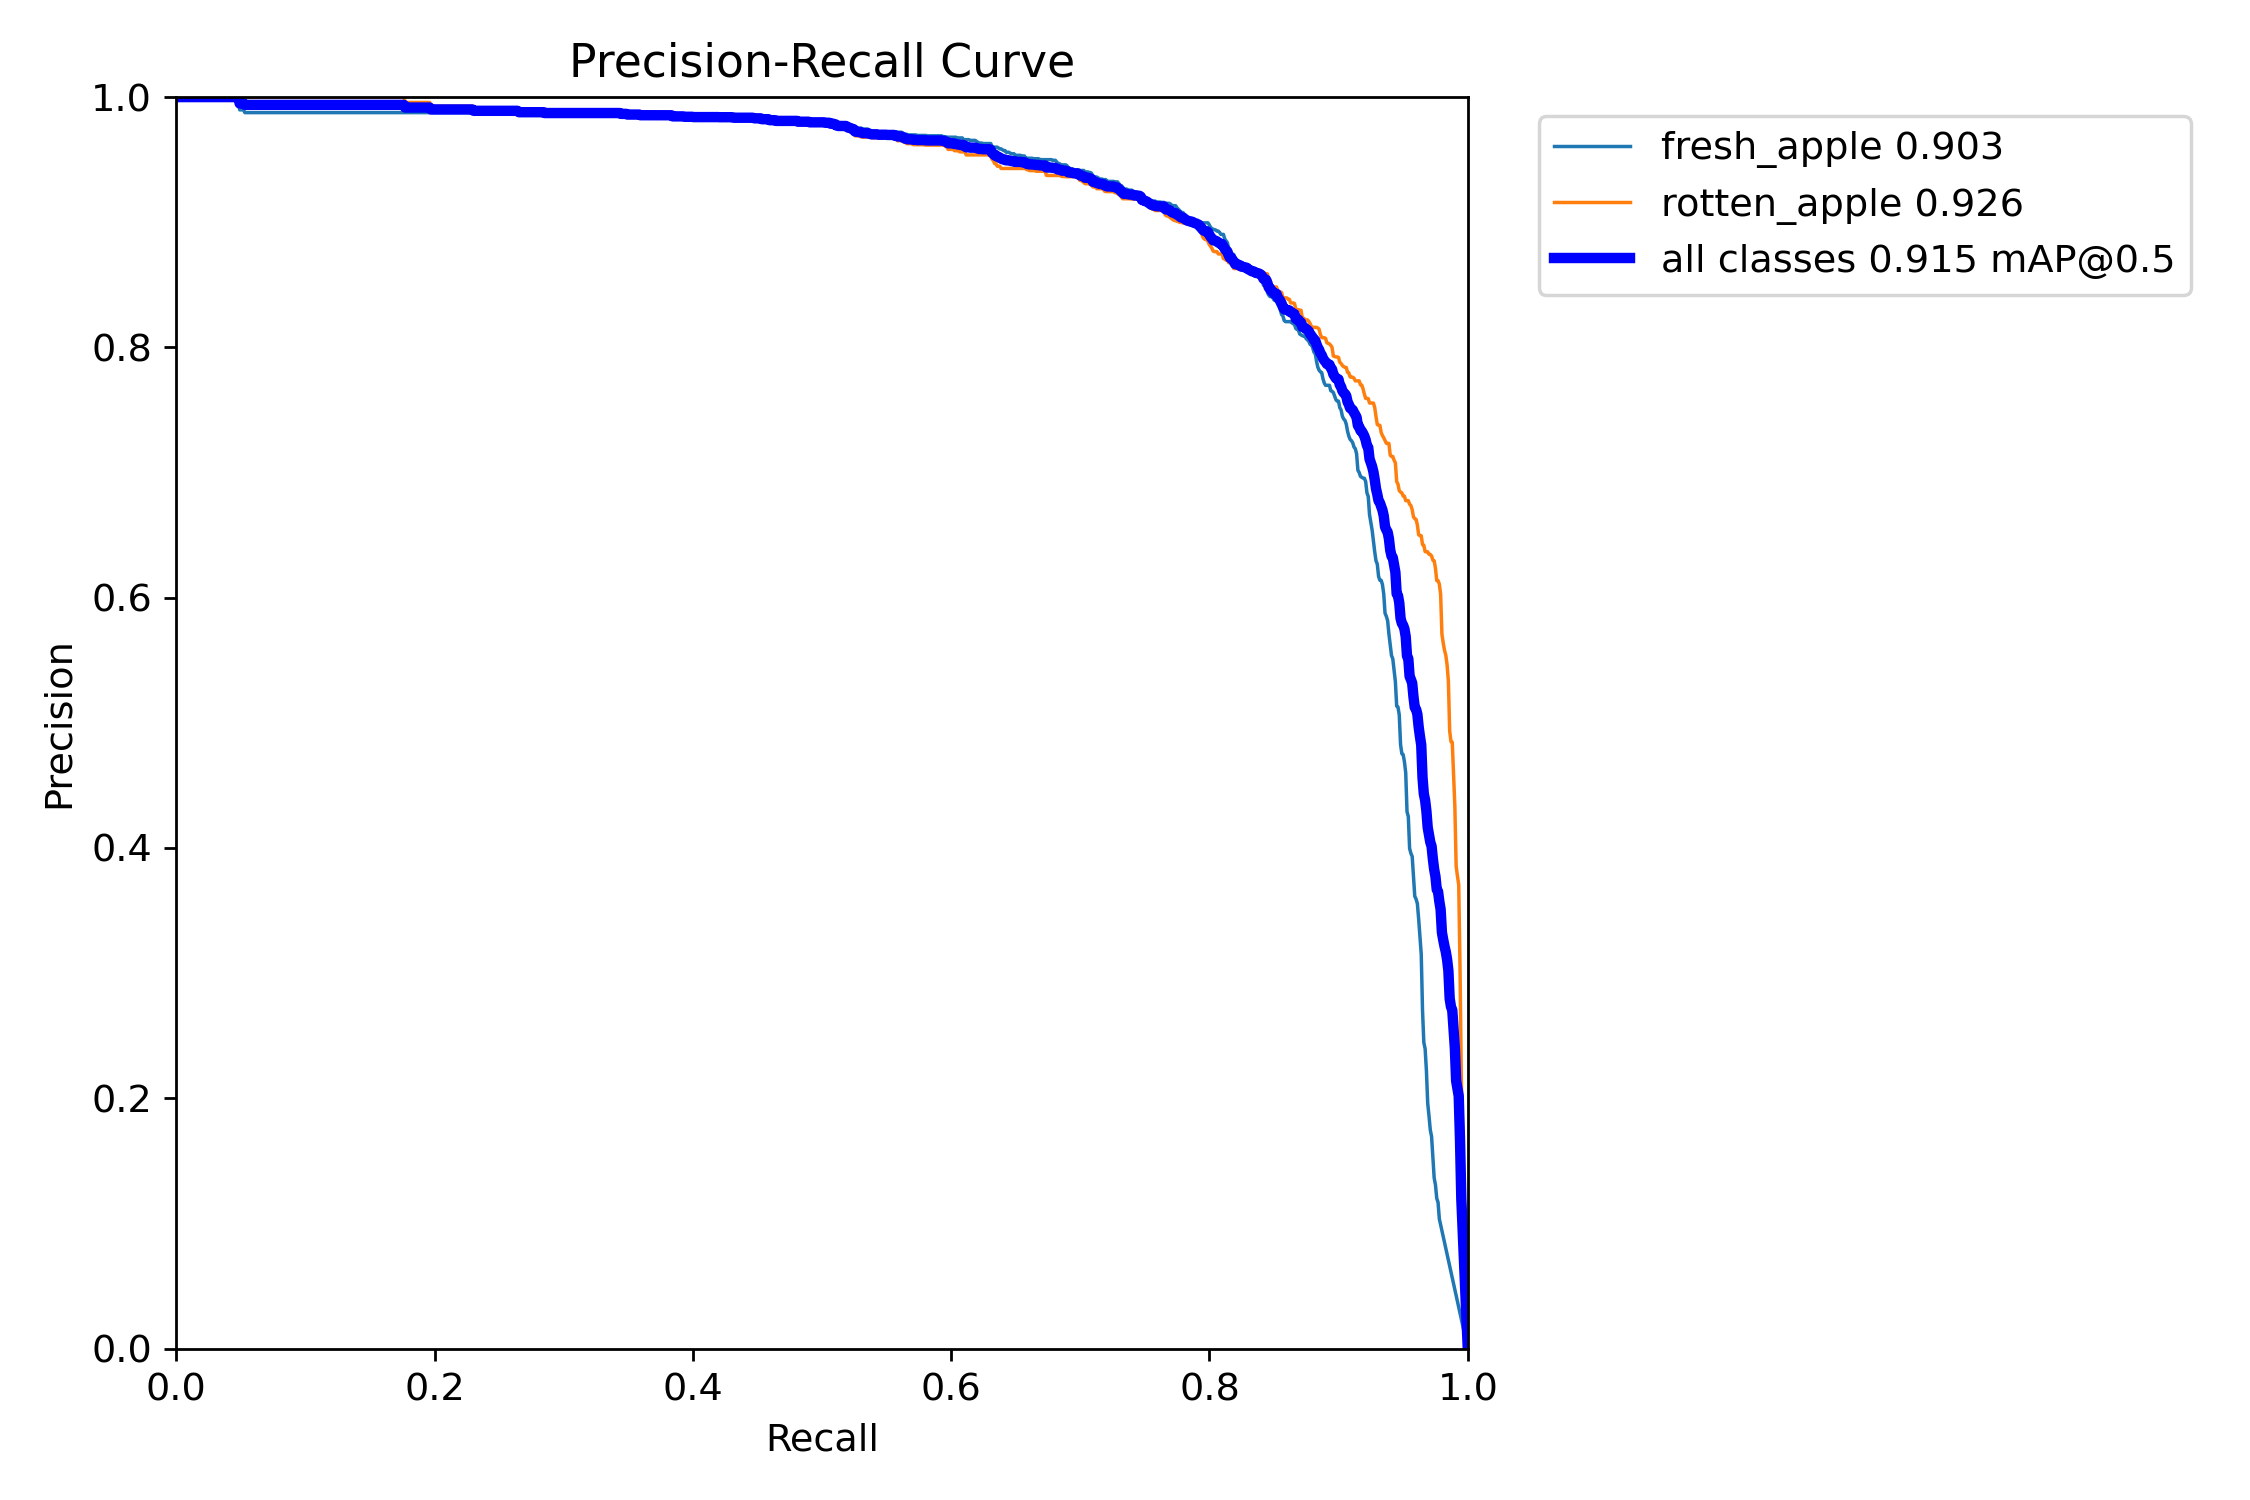 Precision-Recall Curve
1.0
0.8
0.6
0.4
0.2
0.0
Precision
0.0 0.2 0.4 0.6 0.8 1.0
Recall
fresh_apple 0.903
rotten_apple 0.926
all classes 0.915 mAP@0.5